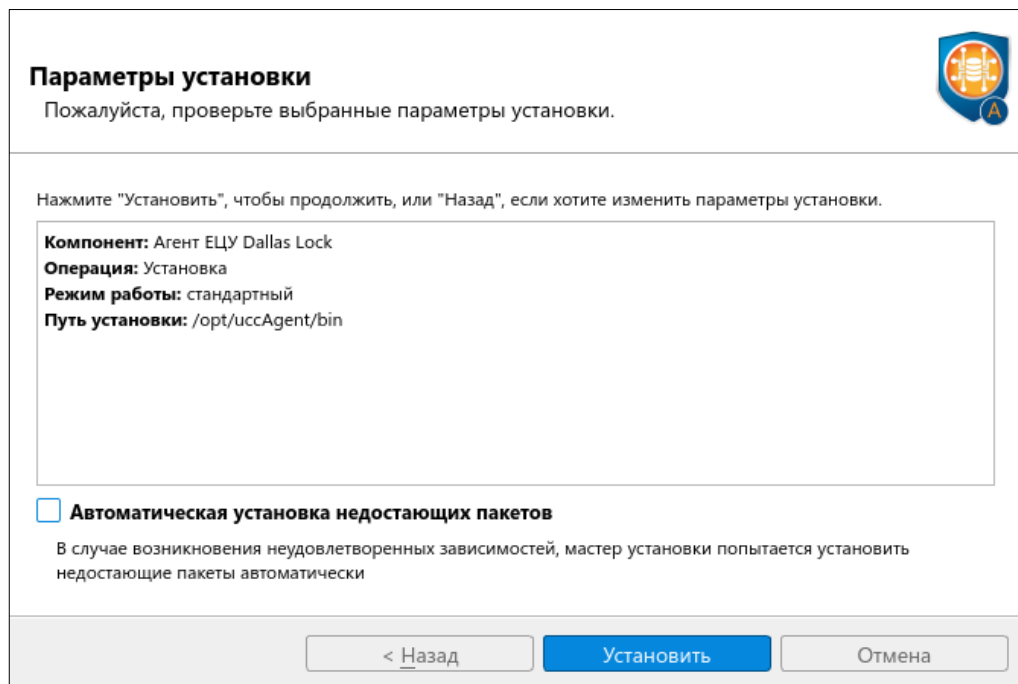 Параметры установки
Пожалуйста, проверьте выбранные параметры установки.
A
Нажмите "Установить", чтобы продолжить, или "Назад", если хотите изменить параметры установки.
Компонент: Агент ЕЦУ Dallas Lock
Операция: Установка
Режим работы: стандартный
Путь установки: /opt/uccAgent/bin
Автоматическая установка недостающих пакетов
В случае возникновения неудовлетворенных зависимостей, мастер установки попытается установить
недостающие пакеты автоматически
< Назад
Установить
Отмена